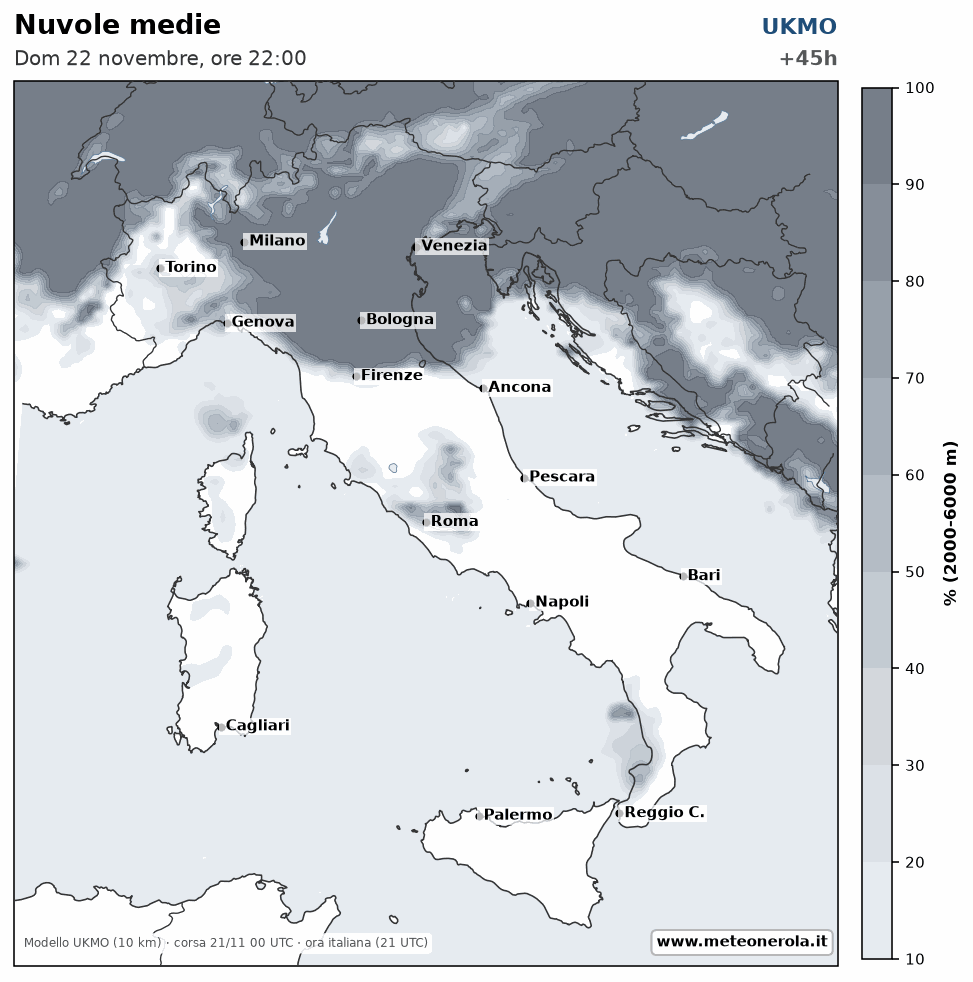 Nuvole medie
UKMO
Dom 22 novembre, ore 22:00
+45h
100
90
80
70
60
50
40
30
20
10
% (2000-6000 m)
Milano
Venezia
Torino
Genova
Bologna
Firenze
Ancona
Pescara
Roma
Bari
Napoli
Cagliari
Palermo
Reggio C.
Modello UKMO (10 km) · corsa 21/11 00 UTC · ora italiana (21 UTC)
www.meteonerola.it